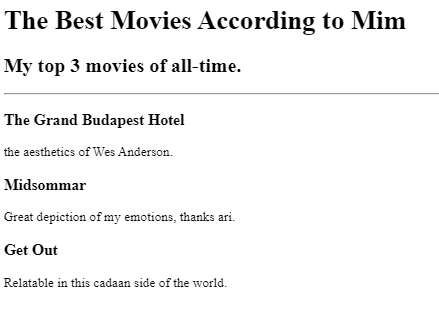 The Best Movies According to Mim
My top 3 movies of all-time.
The Grand Budapest Hotel
the aesthetics of Wes Anderson.
Midsommar
Great depiction of my emotions, thanks ari.
Get Out
Relatable in this cadaan side of the world.